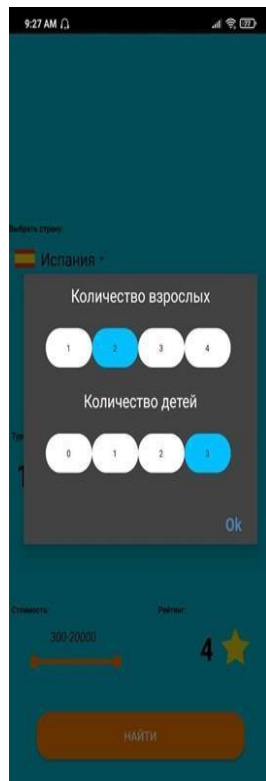 9:27 AM
77
Выбрать страну:
Испания
Количество взрослых
1 2 3 4
Количество детей
0 1 2 3
Ok
Стоимость: Рейтинг:
300-20000
4
НАЙТИ